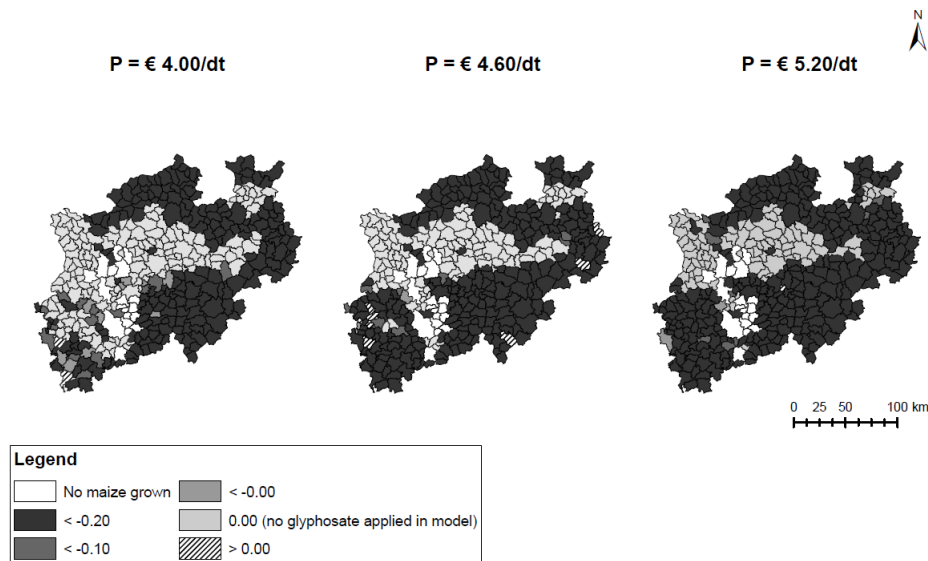 N
P = € 4.00/dt
P = € 4.60/dt
P = € 5.20/dt
0 25 50 100 km
Legend
No maize grown
< -0.20
< -0.10
< -0.00
0.00 (no glyphosate applied in model)
> 0.00